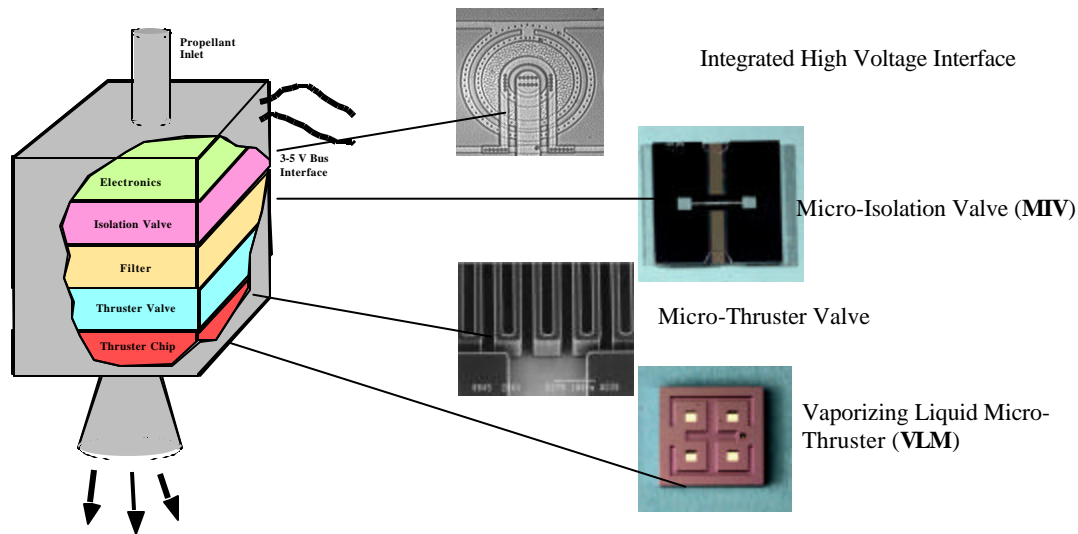 Propellant
Inlet
Integrated High Voltage Interface
3-5 V Bus
Interface
Electronics
Isolation Valve
Micro-Isolation Valve (MIV)
Filter
Thruster Valve
Micro-Thruster Valve
Thruster Chip
Vaporizing Liquid Micro-
Thruster (VLM)